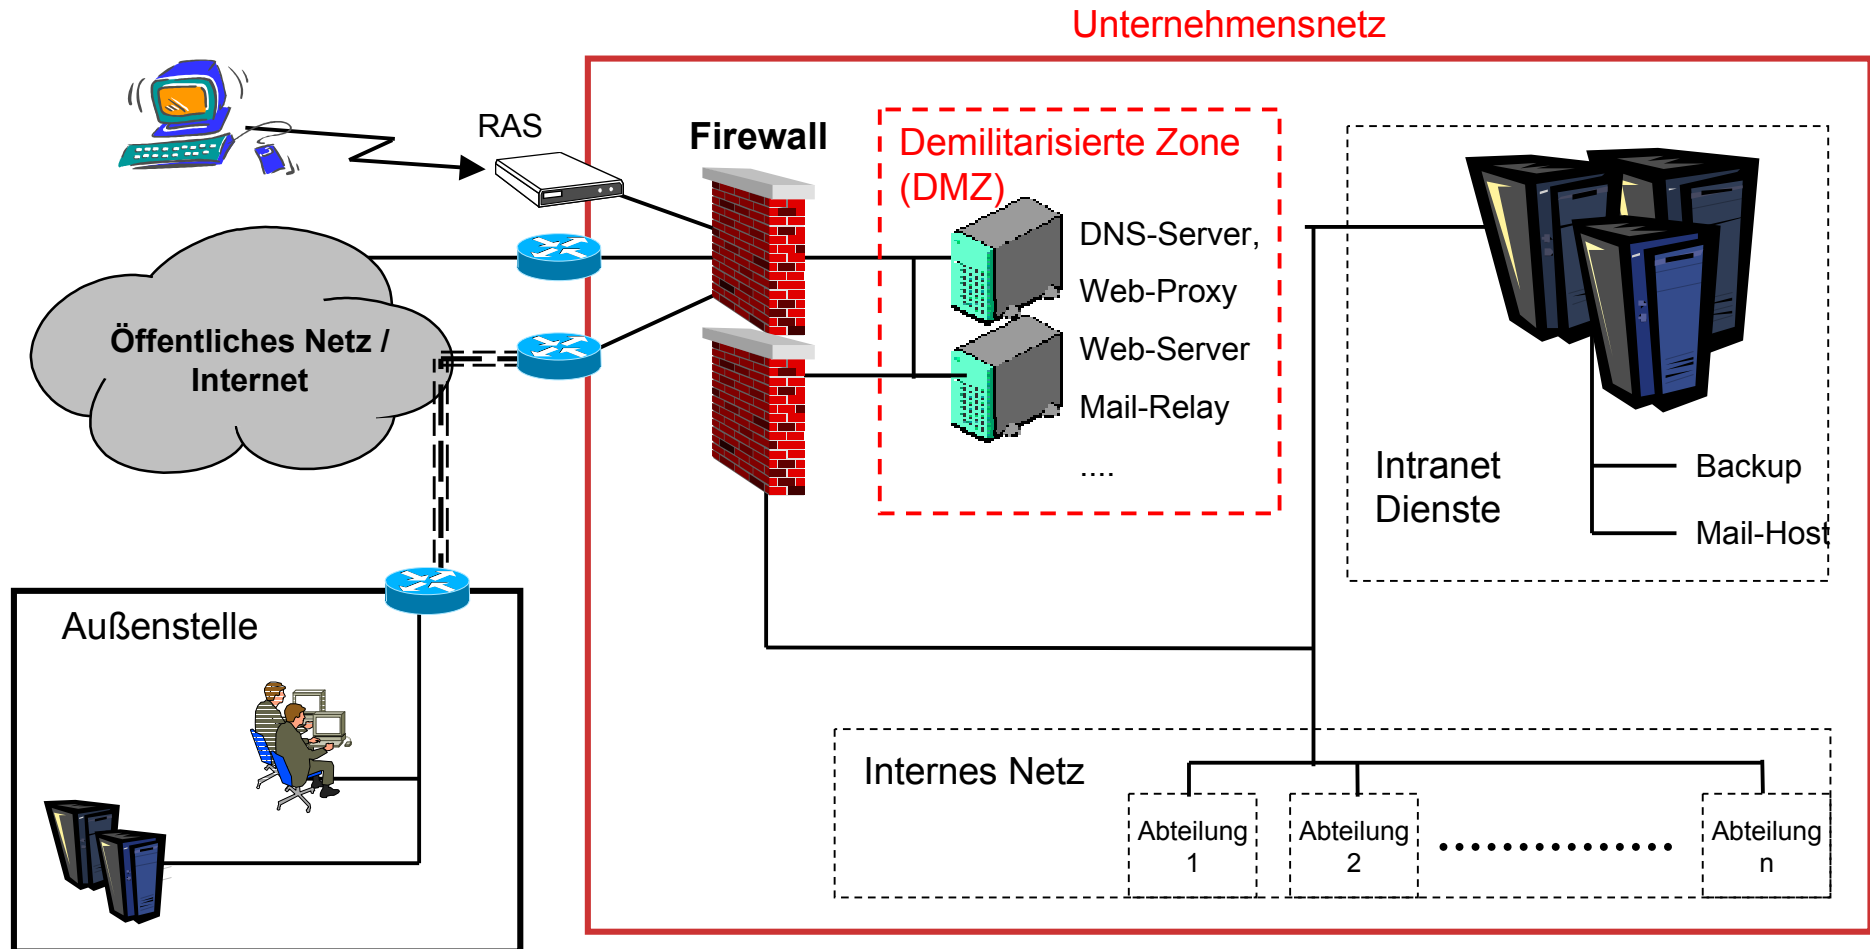 Unternehmensnetz
RAS
Firewall
Demilitarisierte Zone
(DMZ)
DNS-Server,
Web-Proxy
Web-Server
Mail-Relay
....
Öffentliches Netz /
Internet
Intranet
Dienste
Backup
Mail-Host
Außenstelle
Internes Netz
Abteilung
1
Abteilung
2
Abteilung
n